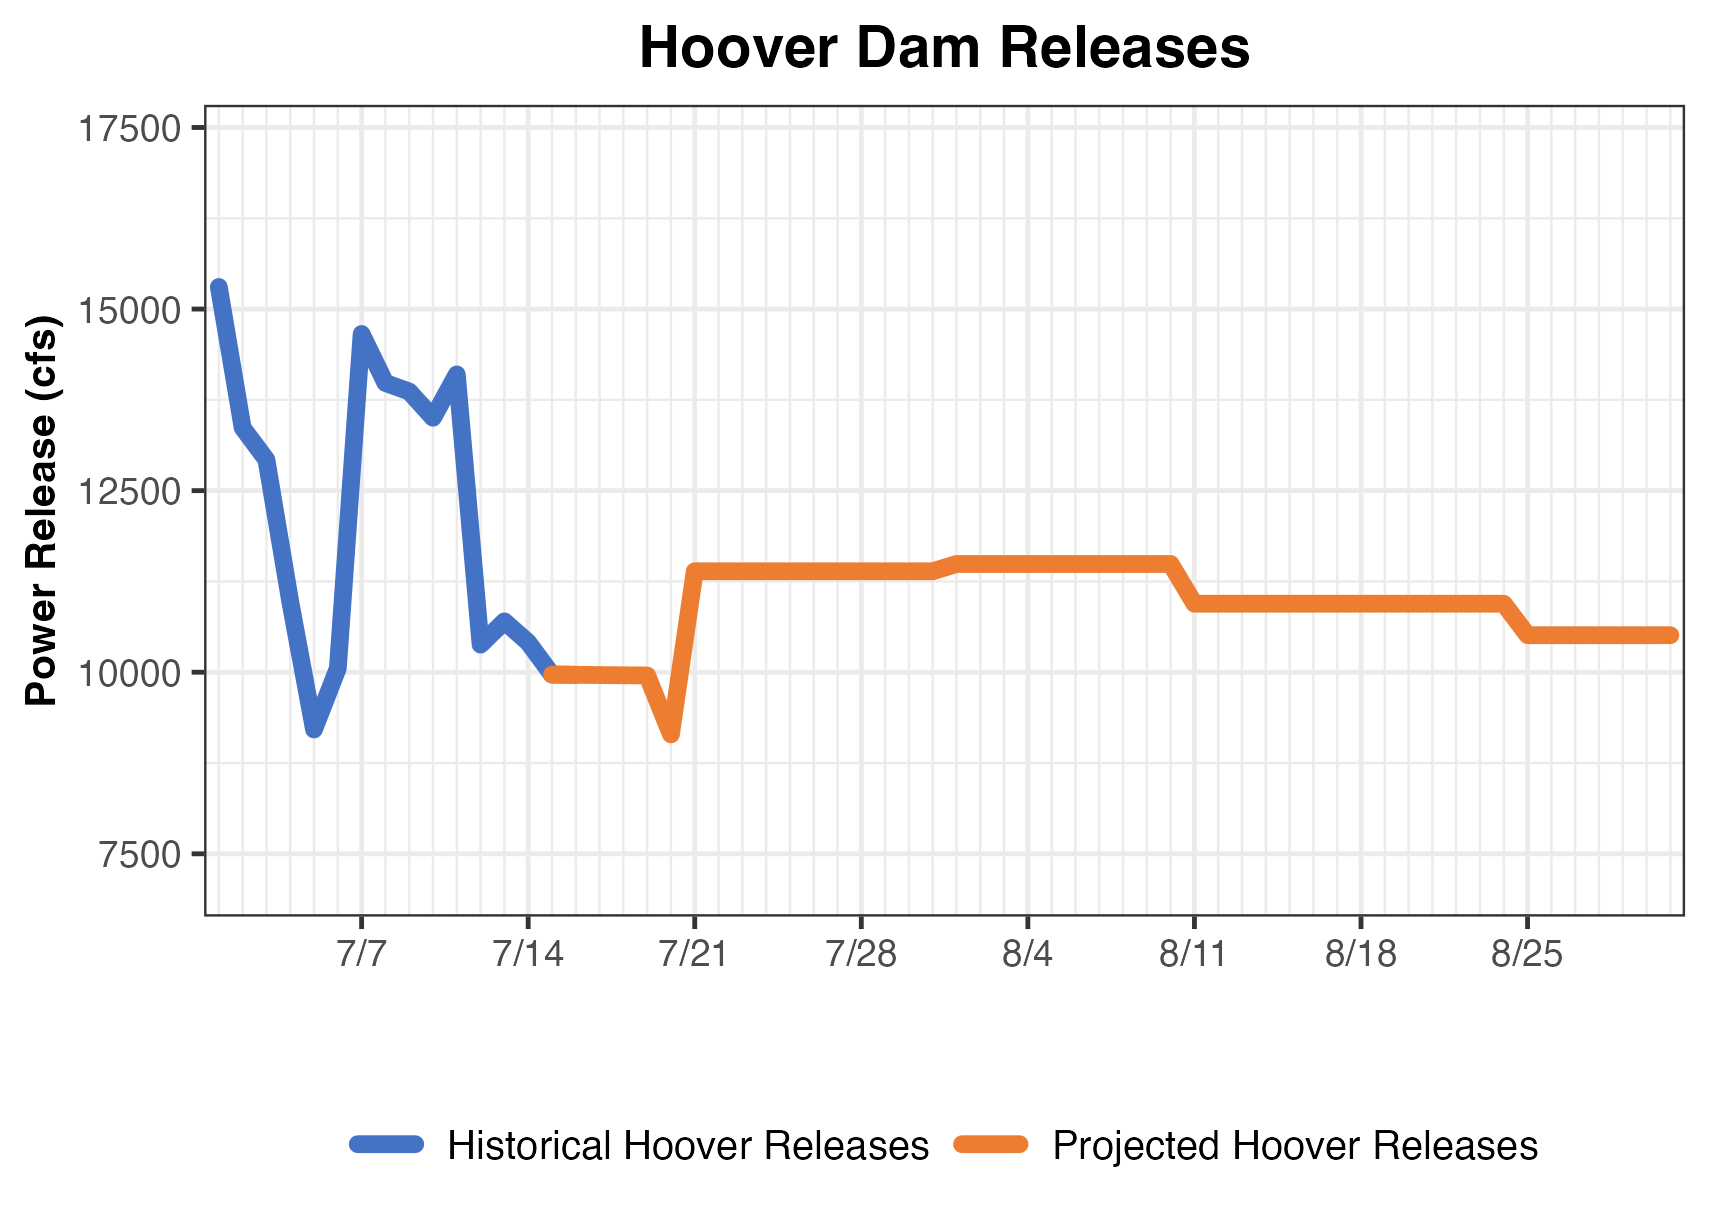 Hoover Dam Releases
Power Release (cfs)
17500
15000
12500
10000
7500
7/7 7/14 7/21 7/28 8/4 8/11 8/18 8/25
Historical Hoover Releases Projected Hoover Releases